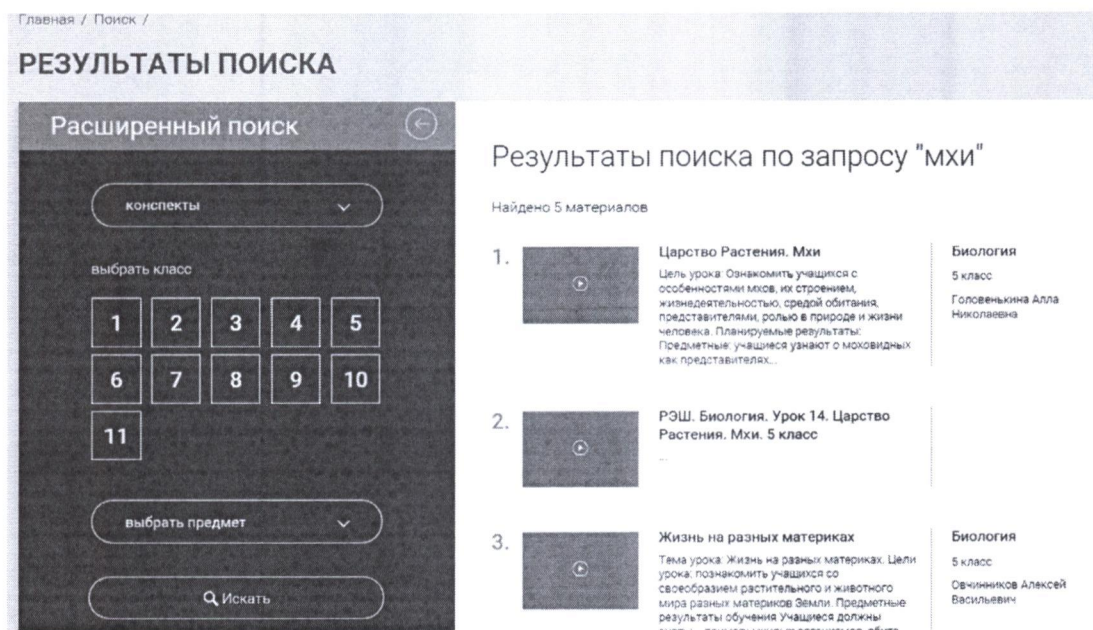 Главная / Поиск /
РЕЗУЛЬТАТЫ ПОИСКА
Расширенный поиск
конспекты
выбрать класс
1 2 3 4 5
6 7 8 9 10
11
выбрать предмет
Искать
Результаты поиска по запросу "мхи"
Найдено 5 материалов
1.
Царство Растения. Мхи
Цель урока: Ознакомить учащихся с
особенностями мхов, их строением,
жизнедеятельностью, средой обитания,
представителями, ролью в природе и жизни
человека. Планируемые результаты:
Предметные: учащиеся узнают о моховидных
как представителях...
Биология
5 класс
Головенькина Алла
Николаевна
2.
РЭШ. Биология. Урок 14. Царство
Растения. Мхи. 5 класс
...
3.
Жизнь на разных материках
Тема урока: Жизнь на разных материках. Цели
урока: познакомить учащихся со
своеобразием растительного и животного
мира разных материков Земли. Предметные
результаты обучения Учащиеся должны
Биология
5 класс
Овчинников Алексей
Васильевич